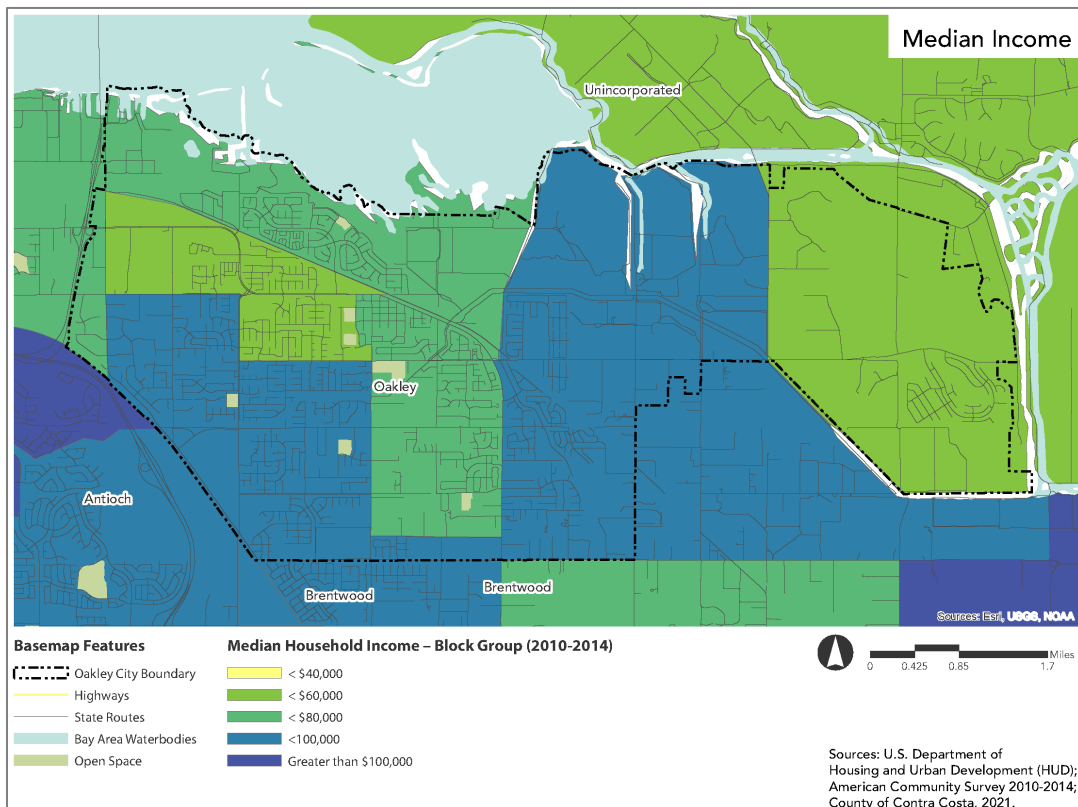 Median Income
Unincorporated
Oakley
Antioch
Brentwood
Brentwood
Sources: Esri, USGS, NOAA
Basemap Features
Oakley City Boundary
Highways
State Routes
Bay Area Waterbodies
Open Space
Median Household Income – Block Group (2010-2014)
< $40,000
< $60,000
< $80,000
<100,000
Greater than $100,000
Miles
0 0.425 0.85 1.7
Sources: U.S. Department of
Housing and Urban Development (HUD);
American Community Survey 2010-2014;
County of Contra Costa, 2021.